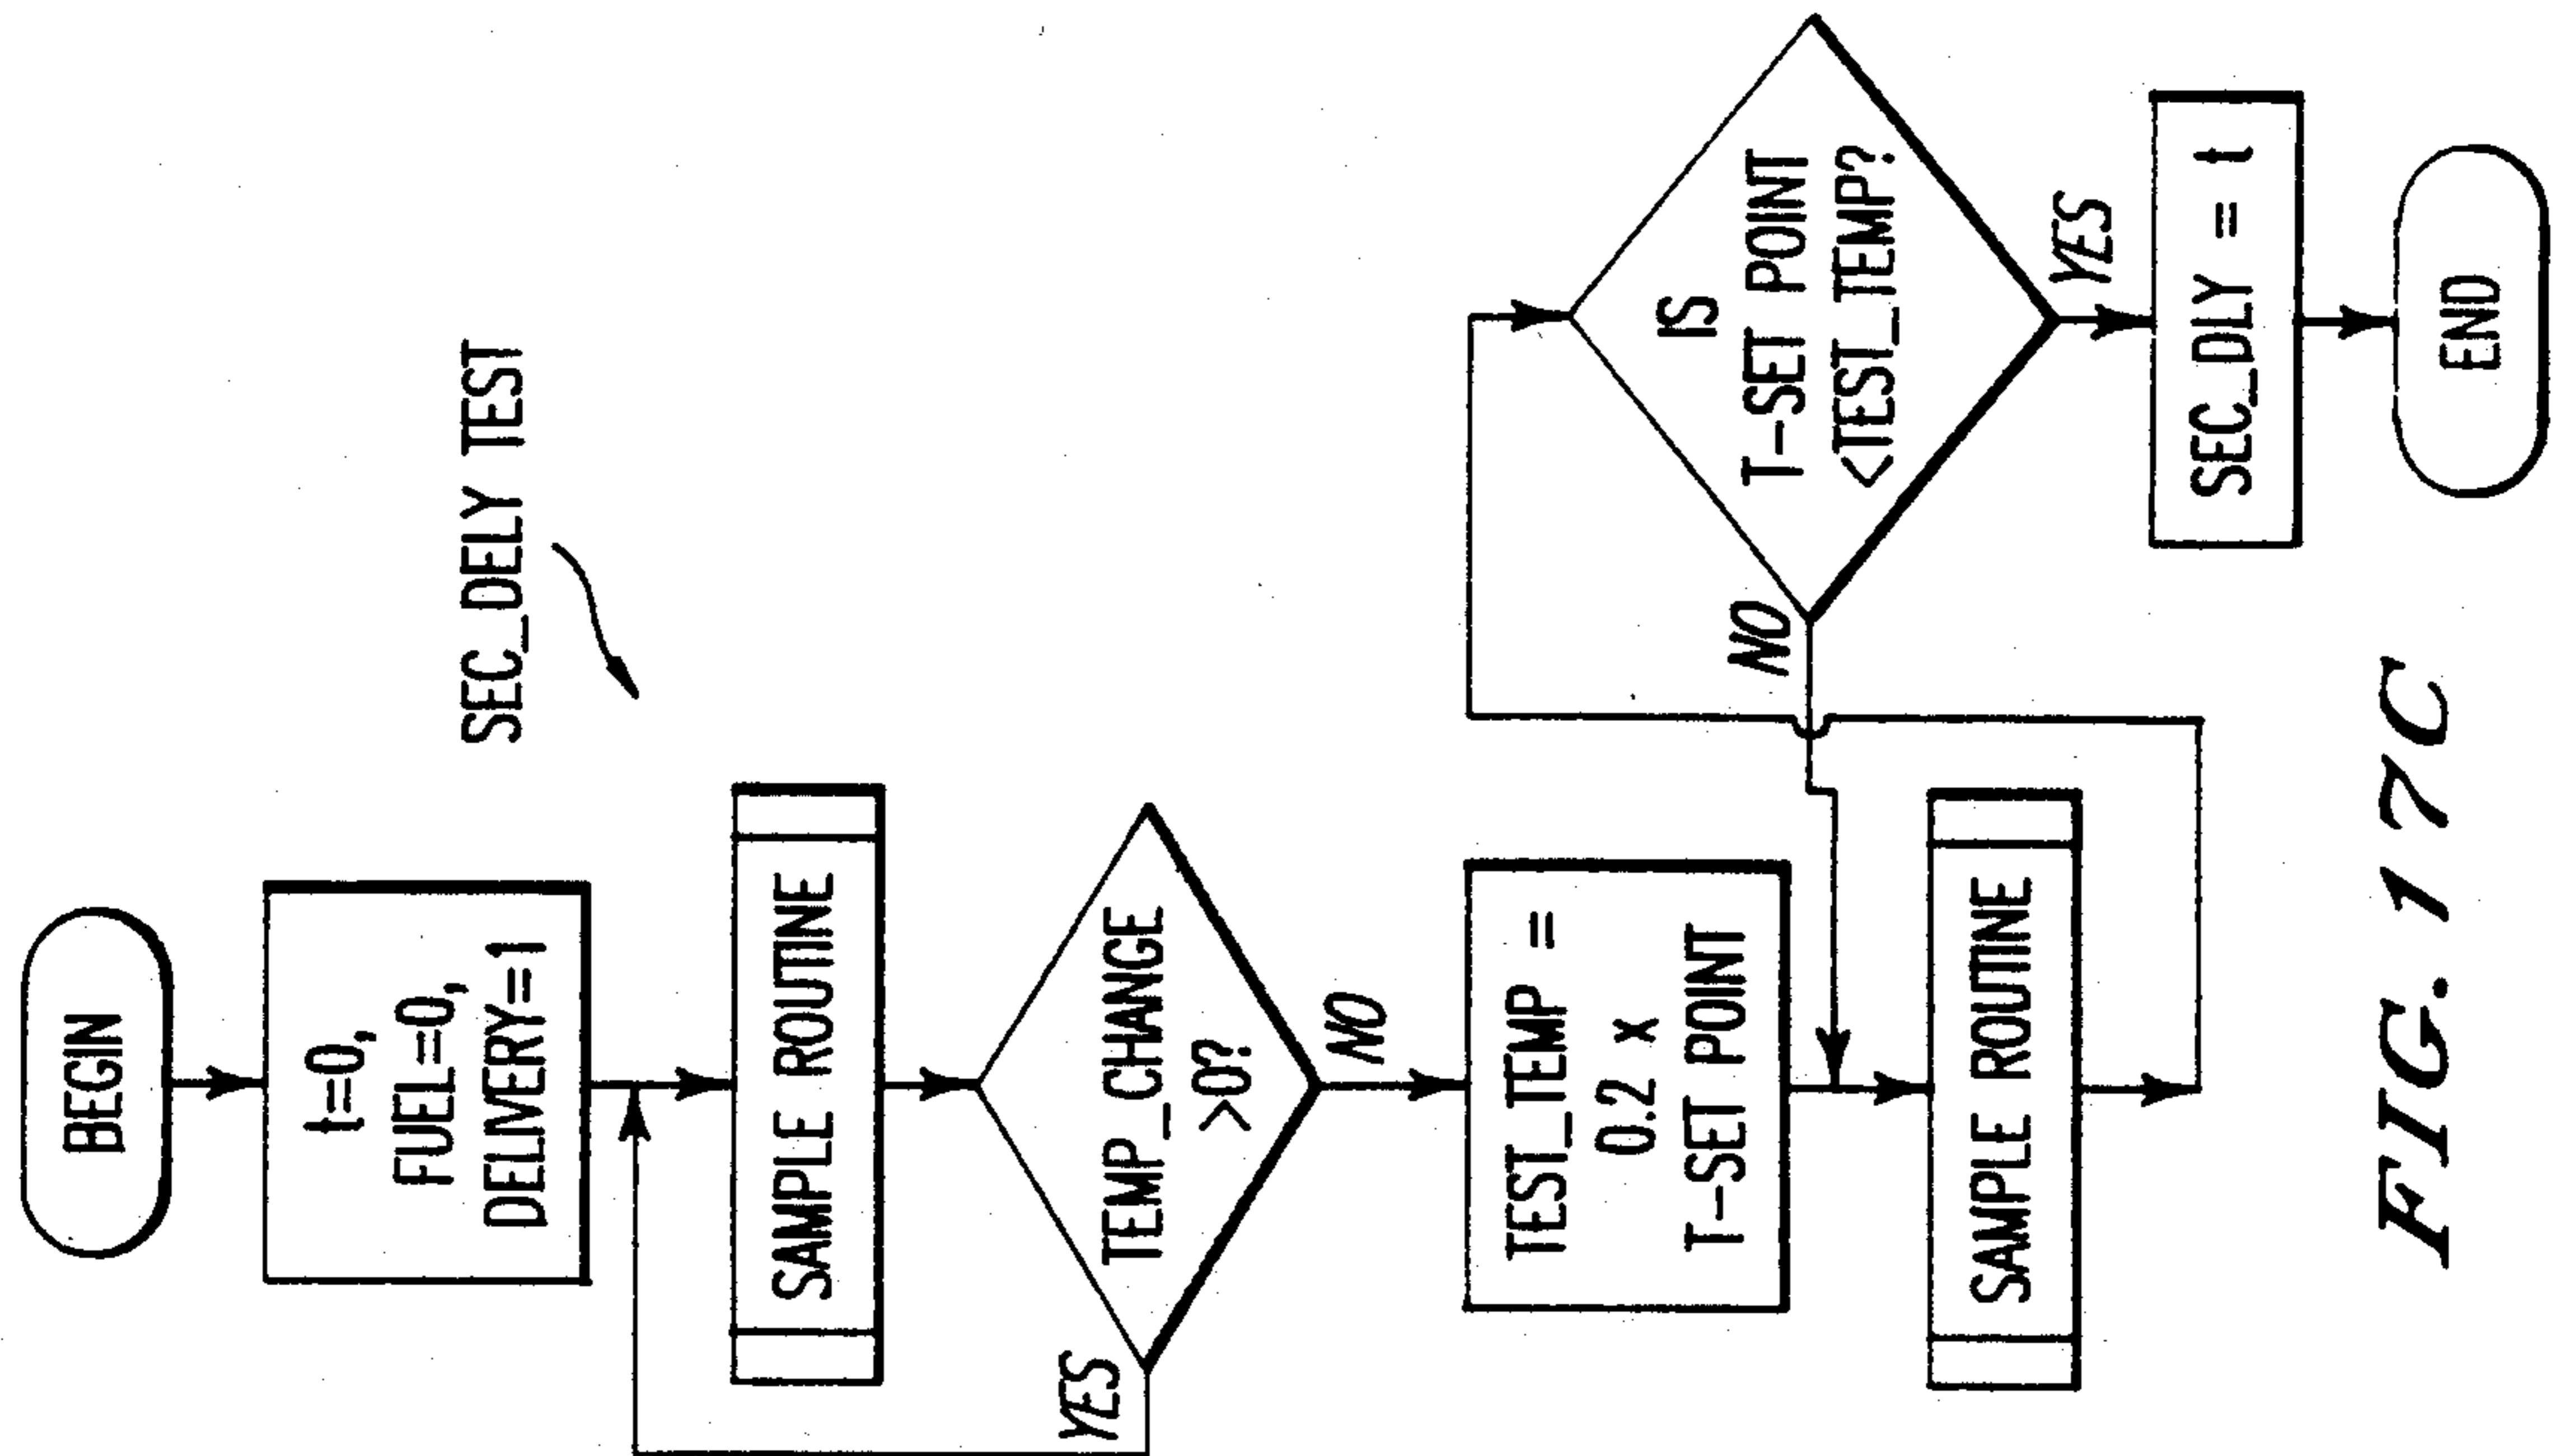 SEC_DELY TEST
BEGIN
t=0,
FUEL=0,
DELIVERY=1
SAMPLE ROUTINE
TEMP_CHANGE
>0?
YES
NO
TEST_TEMP =
0.2 x
T-SET POINT
SAMPLE ROUTINE
IS
T-SET POINT
<TEST_TEMP?
NO
YES
SEC_DLY = t
END
FIG. 17C